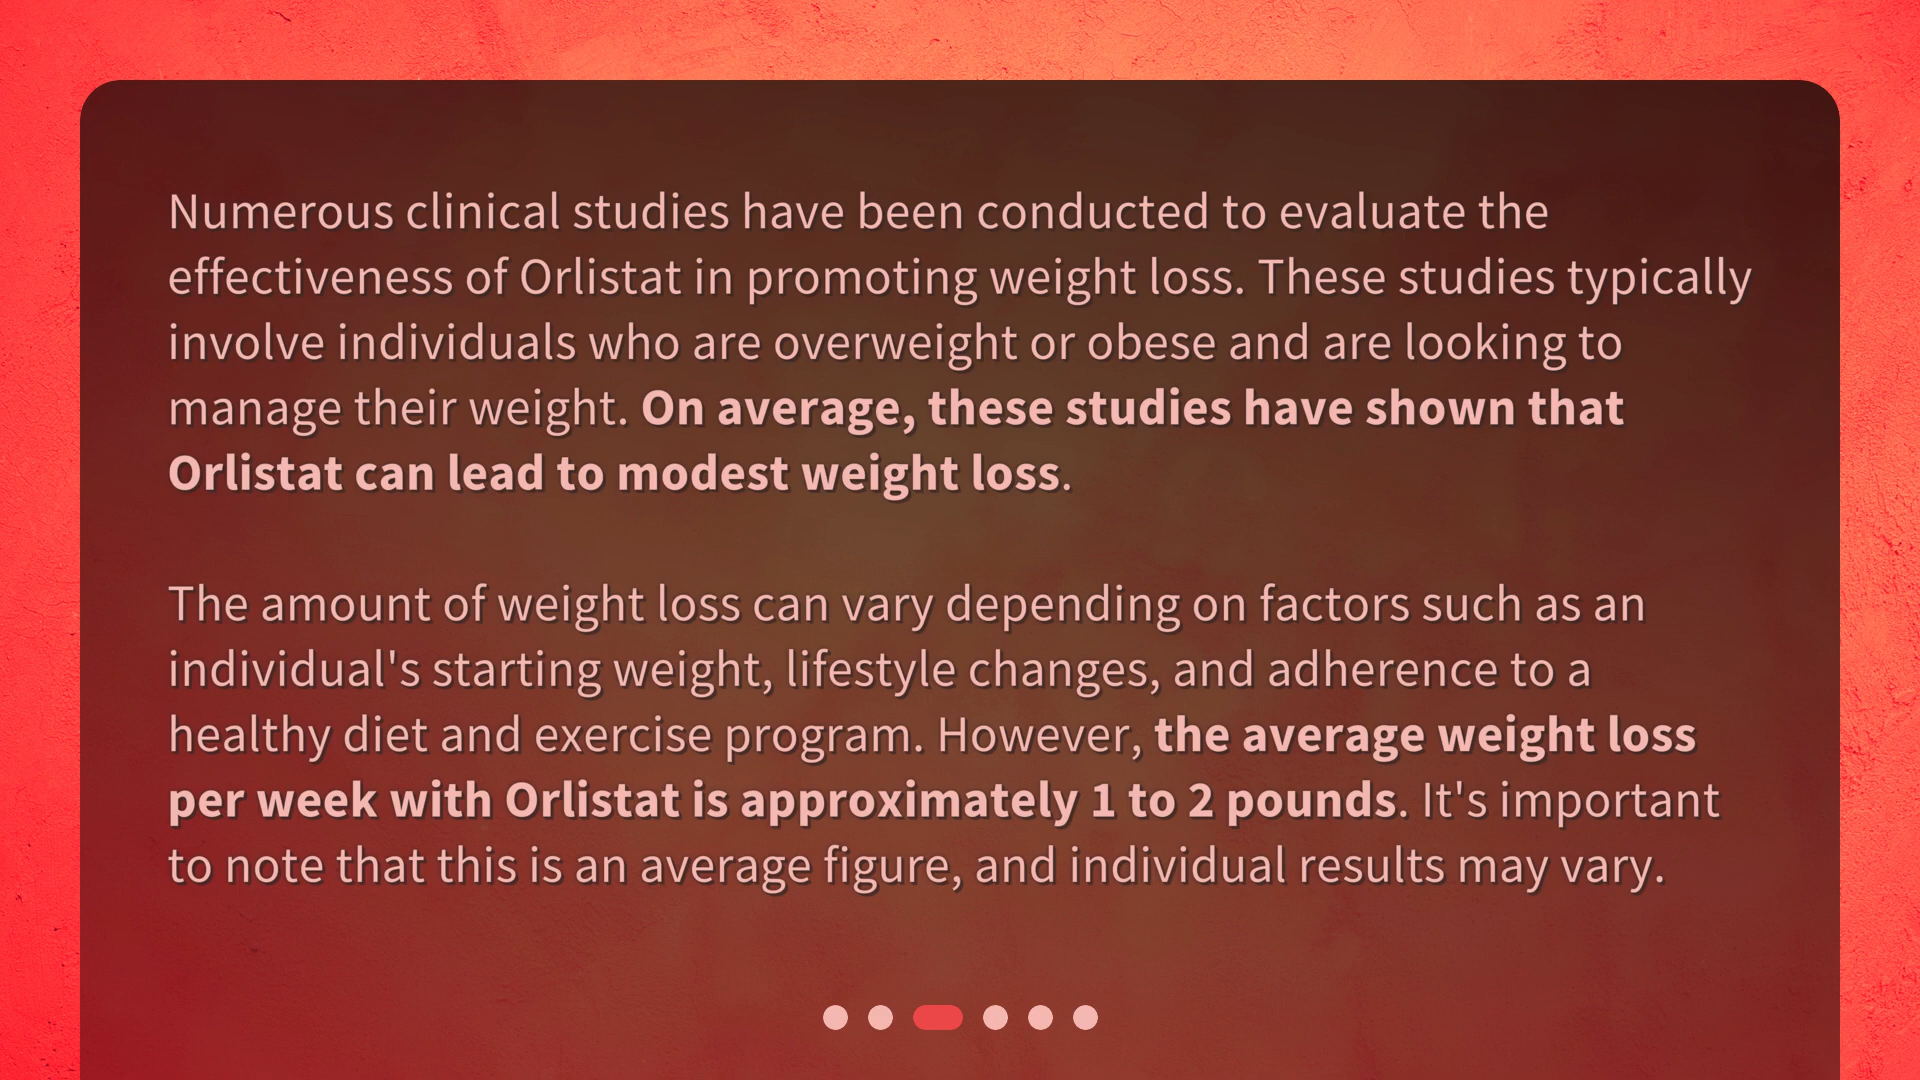 Numerous clinical studies have been conducted to evaluate the
effectiveness of Orlistat in promoting weight loss. These studies typically
involve individuals who are overweight or obese and are looking to
manage their weight. On average, these studies have shown that
Orlistat can lead to modest weight loss.
The amount of weight loss can vary depending on factors such as an
individual's starting weight, lifestyle changes, and adherence to a
healthy diet and exercise program. However, the average weight loss
per week with Orlistat is approximately 1 to 2 pounds. It's important
to note that this is an average figure, and individual results may vary.